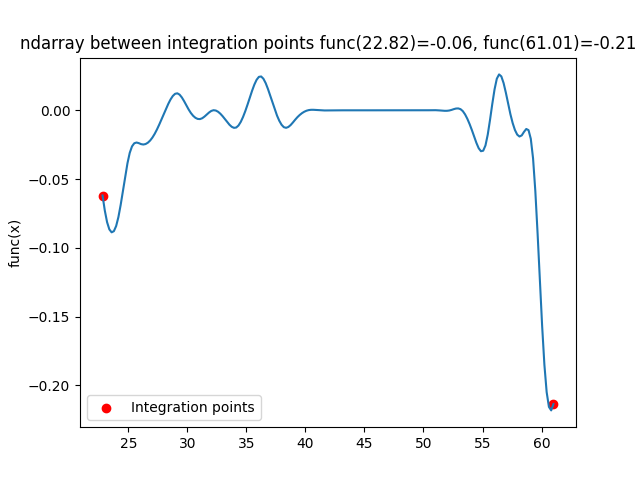 ndarray between integration points func(22.82)=-0.06, func(61.01)=-0.21
0.00
−0.05
−0.10
−0.15
−0.20
func(x)
Integration points
25 30 35 40 45 50 55 60